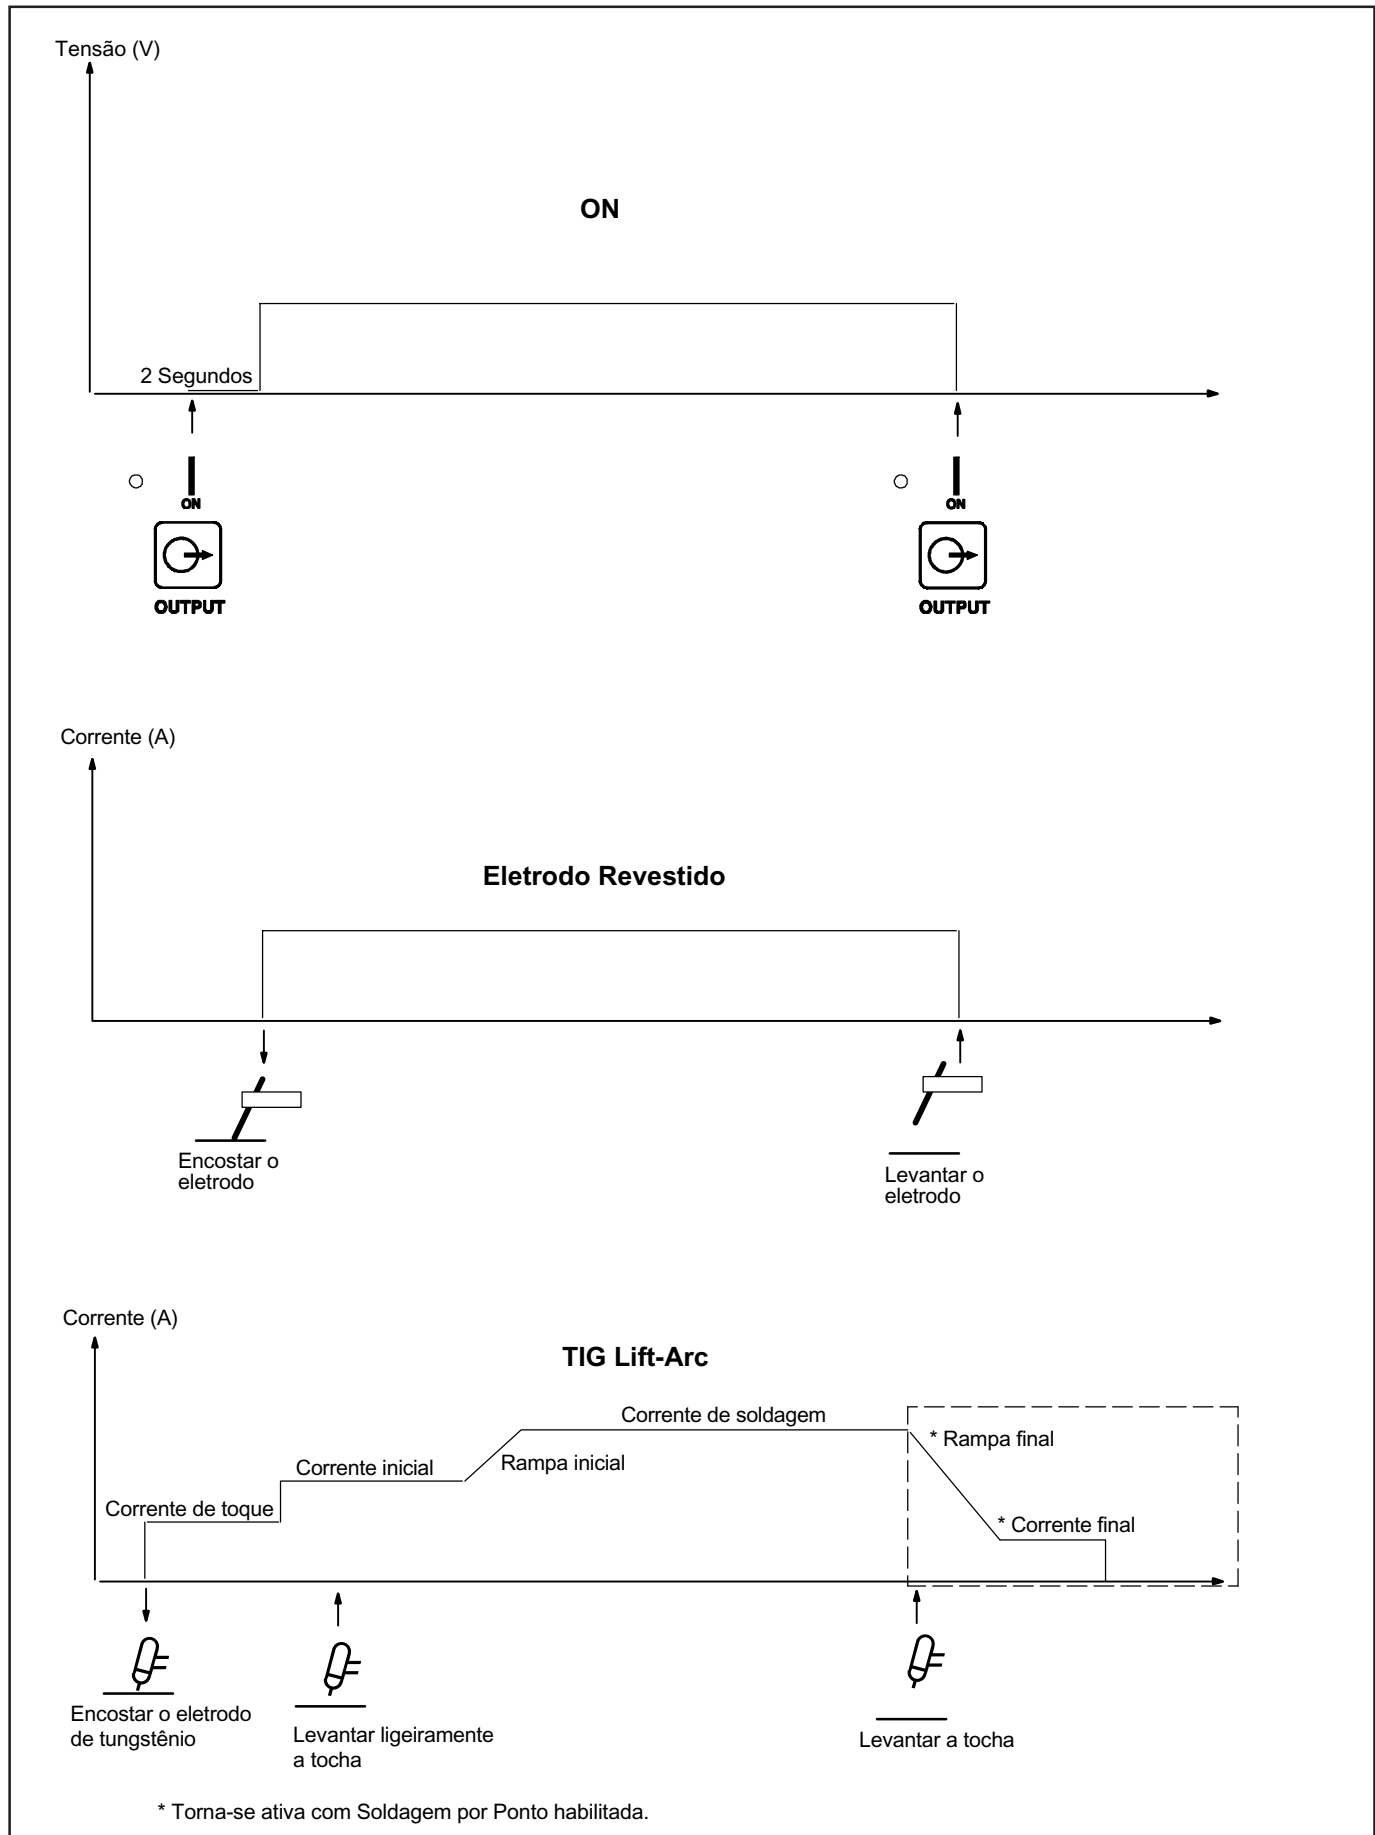 Tensão (V)
ON
2 Segundos
ON
OUTPUT
ON
OUTPUT
Corrente (A)
Eletrodo Revestido
Encostar o
eletrodo
Levantar o
eletrodo
Corrente (A)
TIG Lift-Arc
Corrente de soldagem
* Rampa final
Corrente inicial
Rampa inicial
Corrente de toque
* Corrente final
Encostar o eletrodo
de tungstênio
Levantar ligeiramente
a tocha
Levantar a tocha
* Torna-se ativa com Soldagem por Ponto habilitada.